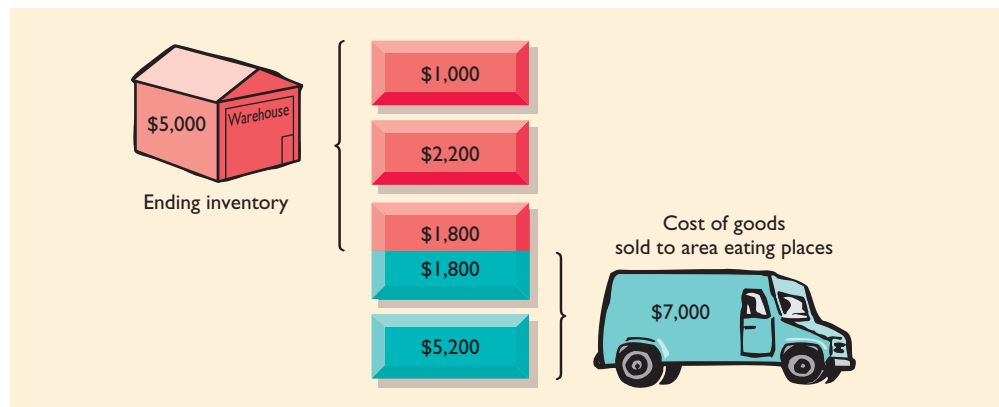 $5,000
Warehouse
Ending inventory
$1,000
$2,200
$1,800
$1,800
$5,200
Cost of goods
sold to area eating places
$7,000